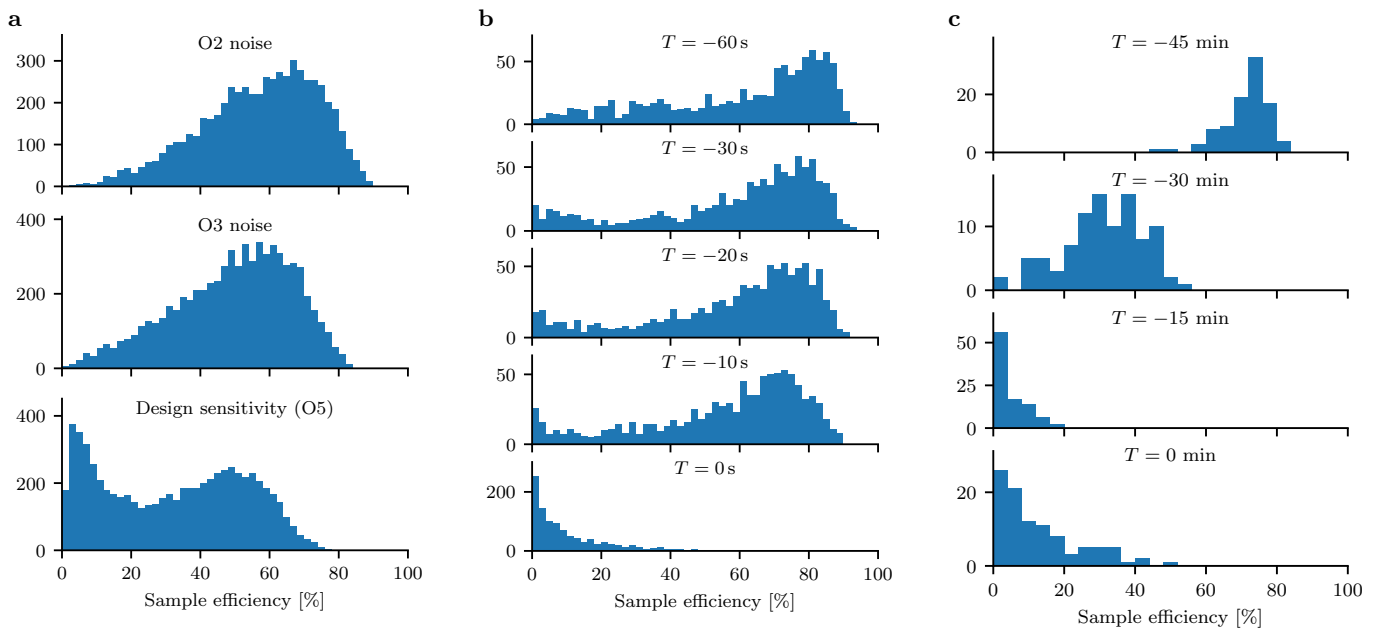 a
O2 noise
300
200
100
0
O3 noise
400
200
0
Design sensitivity (O5)
400
200
0
0 20 40 60 80 100
Sample efficiency [%]
b
T = −60 s
50
0
T = −30 s
50
0
T = −20 s
50
0
T = −10 s
50
0
T = 0 s
200
0
0 20 40 60 80 100
Sample efficiency [%]
c
T = −45 min
20
0
T = −30 min
10
0
T = −15 min
50
25
0
T = 0 min
20
0
0 20 40 60 80 100
Sample efficiency [%]